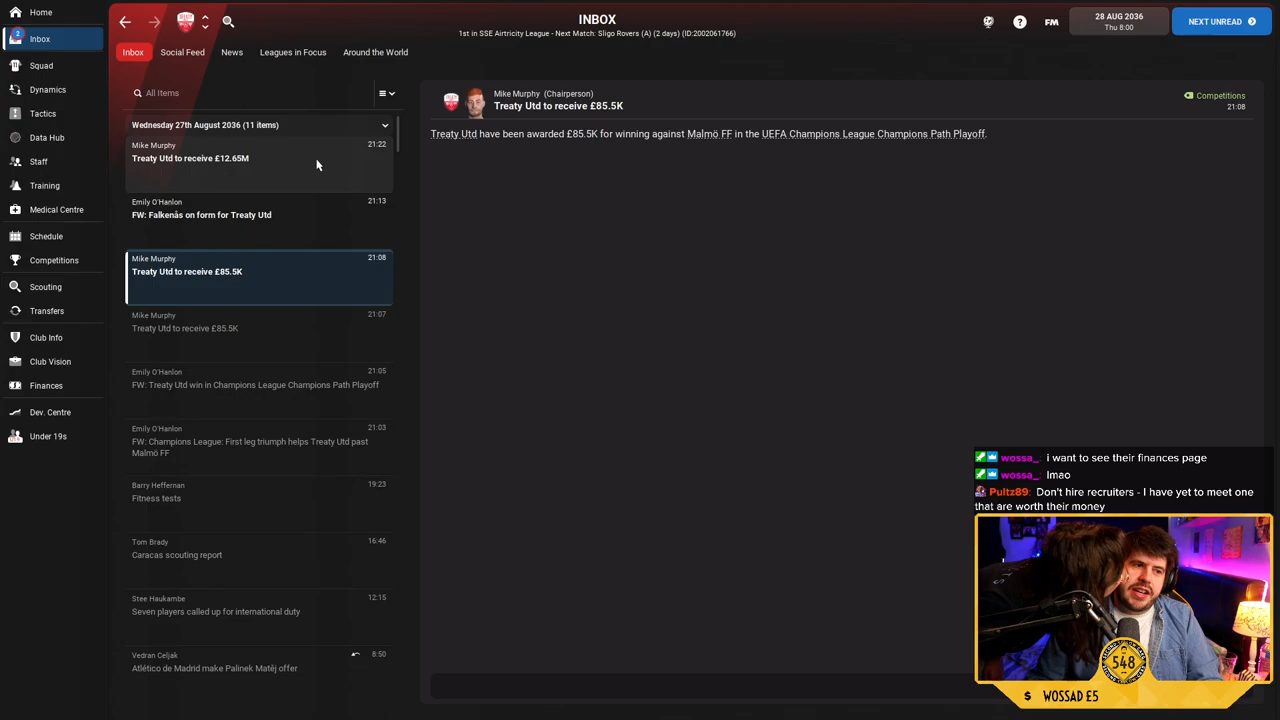 Home
2
Inbox
Squad
Dynamics
Tactics
Data Hub
Staff
Training
Medical Centre
Schedule
Competitions
Scouting
Transfers
Club Info
Club Vision
Finances
Dev. Centre
Under 19s
INBOX
1st in SSE Airtricity League - Next Match: Sligo Rovers (A) (2 days) (ID:2002061766)
FM
28 AUG 2036
Thu 8:00
NEXT UNREAD
Inbox
Social Feed
News
Leagues in Focus
Around the World
All Items
Wednesday 27th August 2036 (11 items)
Mike Murphy 21:22
Treaty Utd to receive £12.65M
Emily O'Hanlon 21:13
FW: Falkenås on form for Treaty Utd
Mike Murphy 21:08
Treaty Utd to receive £85.5K
Mike Murphy 21:07
Treaty Utd to receive £85.5K
Emily O'Hanlon 21:05
FW: Treaty Utd win in Champions League Champions Path Playoff
Emily O'Hanlon 21:03
FW: Champions League: First leg triumph helps Treaty Utd past
Malmö FF
Barry Heffernan 19:23
Fitness tests
Tom Brady 16:46
Caracas scouting report
Stee Haukambe 12:15
Seven players called up for international duty
Vedran Celjak 8:50
Atlético de Madrid make Palinek Matěj offer
Mike Murphy (Chairperson)
Treaty Utd to receive £85.5K
Competitions
21:08
Treaty Utd have been awarded £85.5K for winning against Malmö FF in the UEFA Champions League Champions Path Playoff.
wossa_: i want to see their finances page
wossa_: lmao
Pultz89: Don't hire recruiters - I have yet to meet one
that are worth their money
548
$ WOSSAD £5